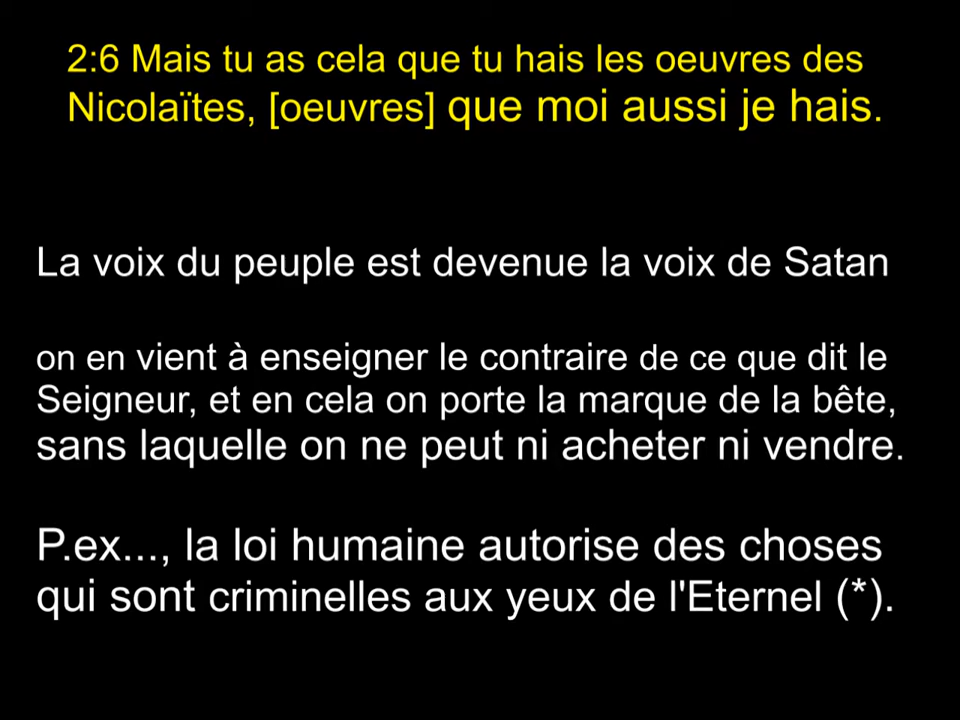 2:6 Mais tu as cela que tu hais les oeuvres des
Nicolaïtes, [oeuvres] que moi aussi je hais.
La voix du peuple est devenue la voix de Satan
on en vient à enseigner le contraire de ce que dit le
Seigneur, et en cela on porte la marque de la bête,
sans laquelle on ne peut ni acheter ni vendre.
P.ex..., la loi humaine autorise des choses
qui sont criminelles aux yeux de l'Eternel (*).